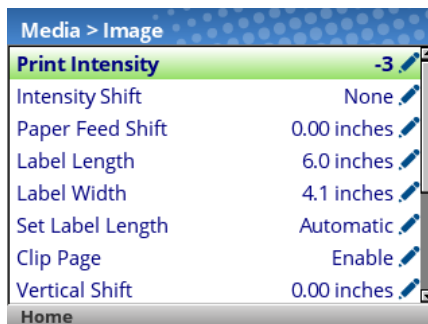 Media > Image
Print Intensity -3
Intensity Shift None
Paper Feed Shift 0.00 inches
Label Length 6.0 inches
Label Width 4.1 inches
Set Label Length Automatic
Clip Page Enable
Vertical Shift 0.00 inches
Home